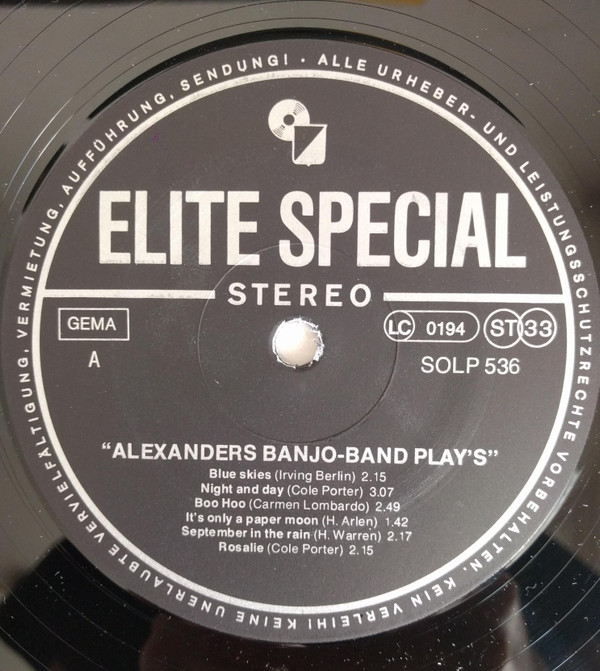 ALLE URHEBER- UND LEISTUNGSSCHUTZRECHTE VORBEHALTEN. KEIN VERLEIH! KEINE UNERLAUBTE VERVIELFÄLTIGUNG, VERMIETUNG, AUFFÜHRUNG, SENDUNG! ·
ELITE SPECIAL
STEREO
GEMA LC 0194 ST 33
A SOLP 536
“ALEXANDERS BANJO-BAND PLAY’S”
Blue skies (Irving Berlin) 2.15
Night and day (Cole Porter) 3.07
Boo Hoo (Carmen Lombardo) 2.49
It's only a paper moon (H. Arlen) 1.42
September in the rain (H. Warren) 2.17
Rosalie (Cole Porter) 2.15